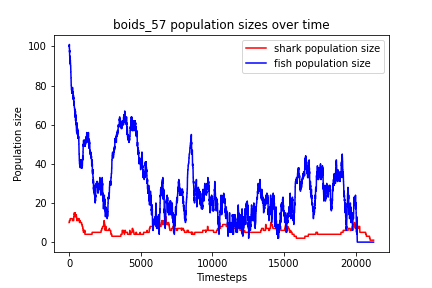 boids_57 population sizes over time
shark population size
fish population size
Population size
100
80
60
40
20
0
0
5000
10000
15000
20000
Timesteps